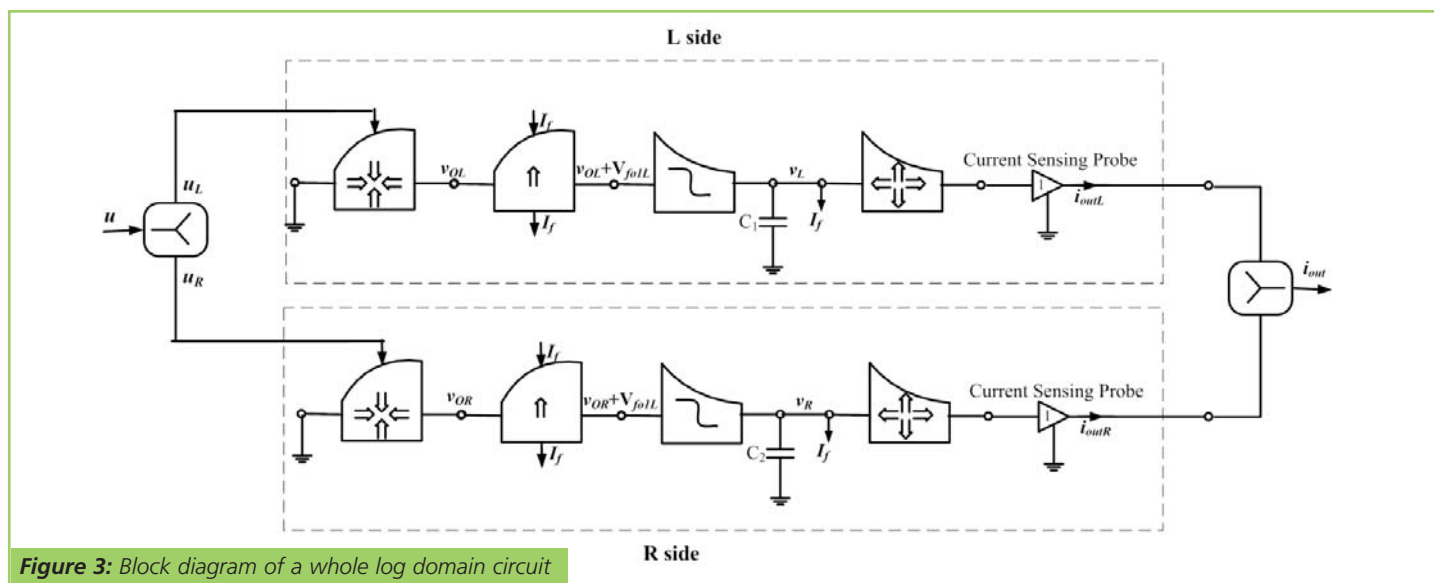 L side
I_f
u_L
v_OL
v_OL+V_fo1L
v_L
Current Sensing Probe
I
i_outL
C_1
I_f
I_f
u
u_R
i_out
I_f
v_OR
v_OR+V_fo1L
v_R
Current Sensing Probe
I
i_outR
C_2
I_f
I_f
R side
Figure 3: Block diagram of a whole log domain circuit